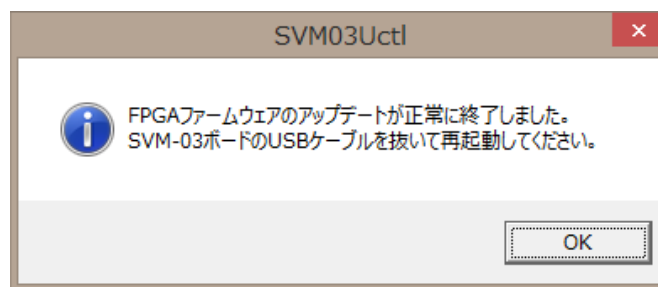 SVM03Uctl
FPGAファームウェアのアップデートが正常に終了しました。
SVM-03ボードのUSBケーブルを抜いて再起動してください。
OK